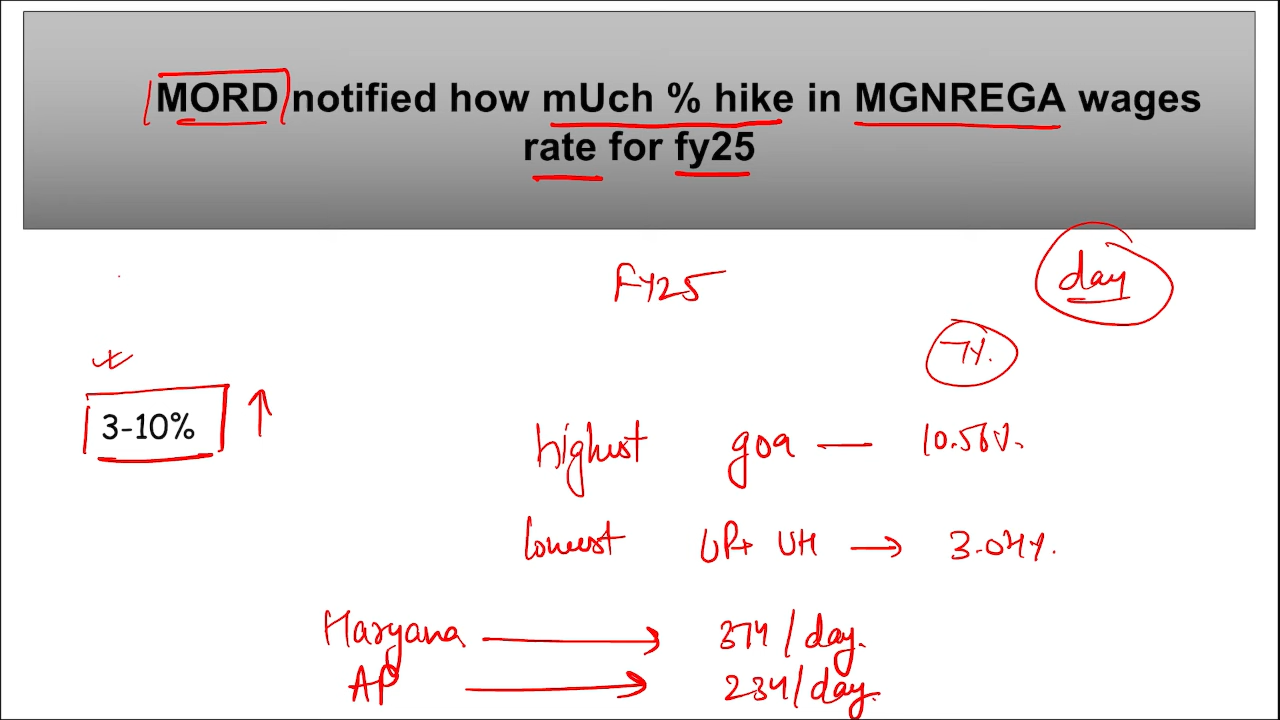 MORD notified how mUch % hike in MGNREGA wages
rate for fy25
FY25
day
7%.
3-10%
highest goa — 10.56%.
lowest UP+ UH → 3.04%.
Haryana → 374/day.
AP → 234/day.